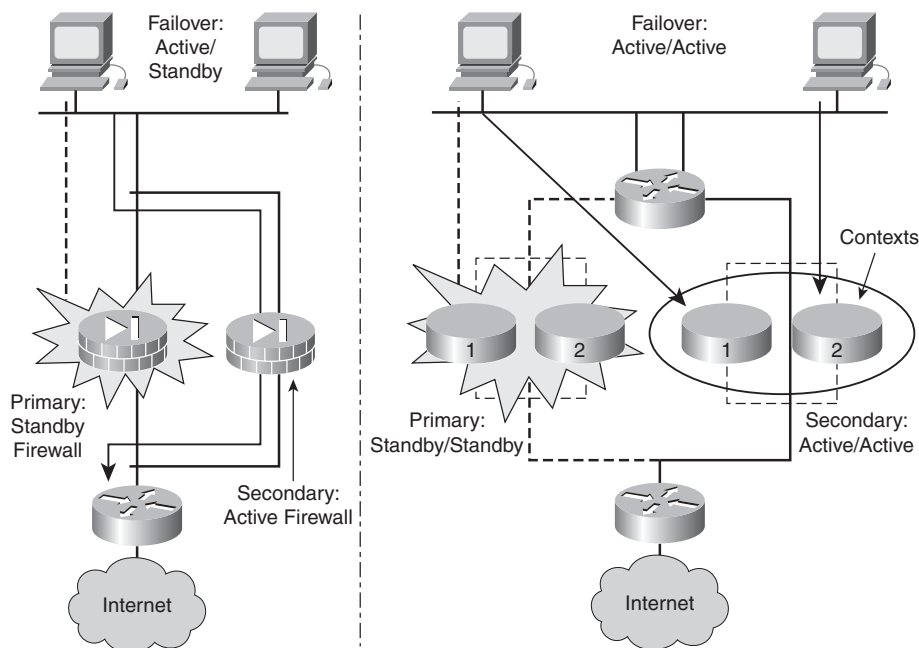 Failover:
Active/
Standby
Primary:
Standby
Firewall
Secondary:
Active Firewall
Internet
Failover:
Active/Active
Contexts
1
2
1
2
Primary:
Standby/Standby
Secondary:
Active/Active
Internet